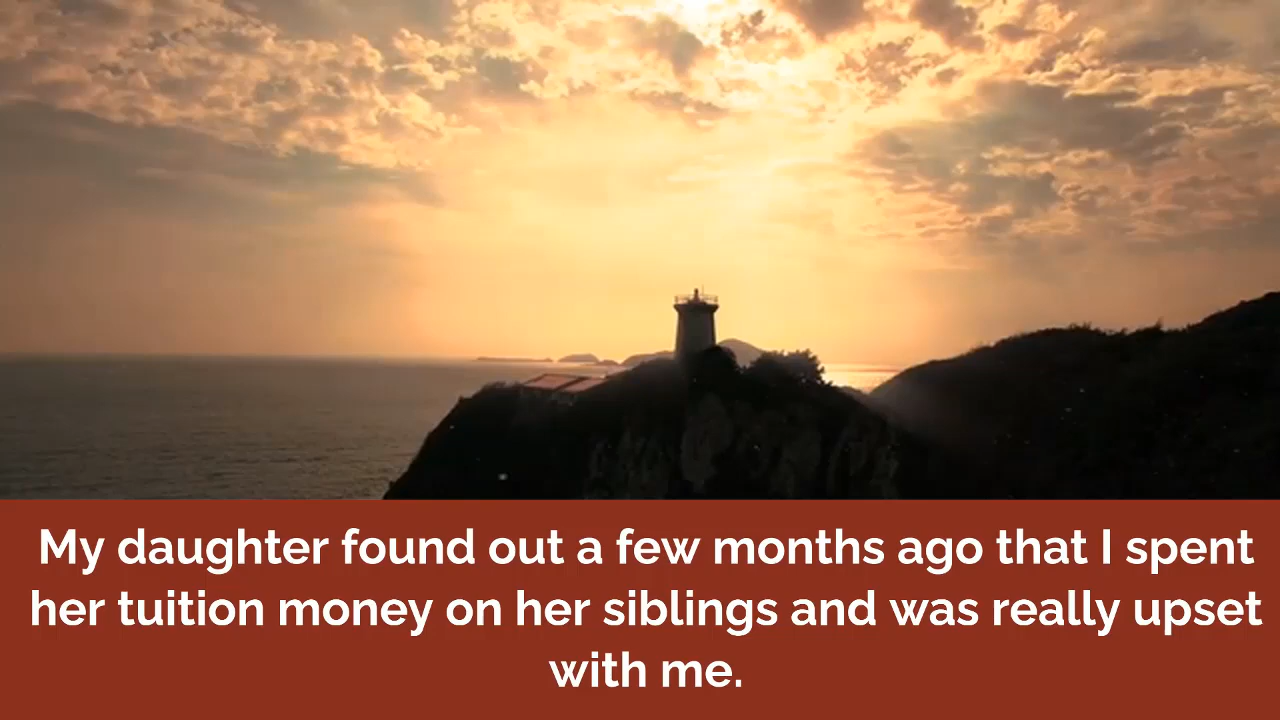 My daughter found out a few months ago that I spent
her tuition money on her siblings and was really upset
with me.